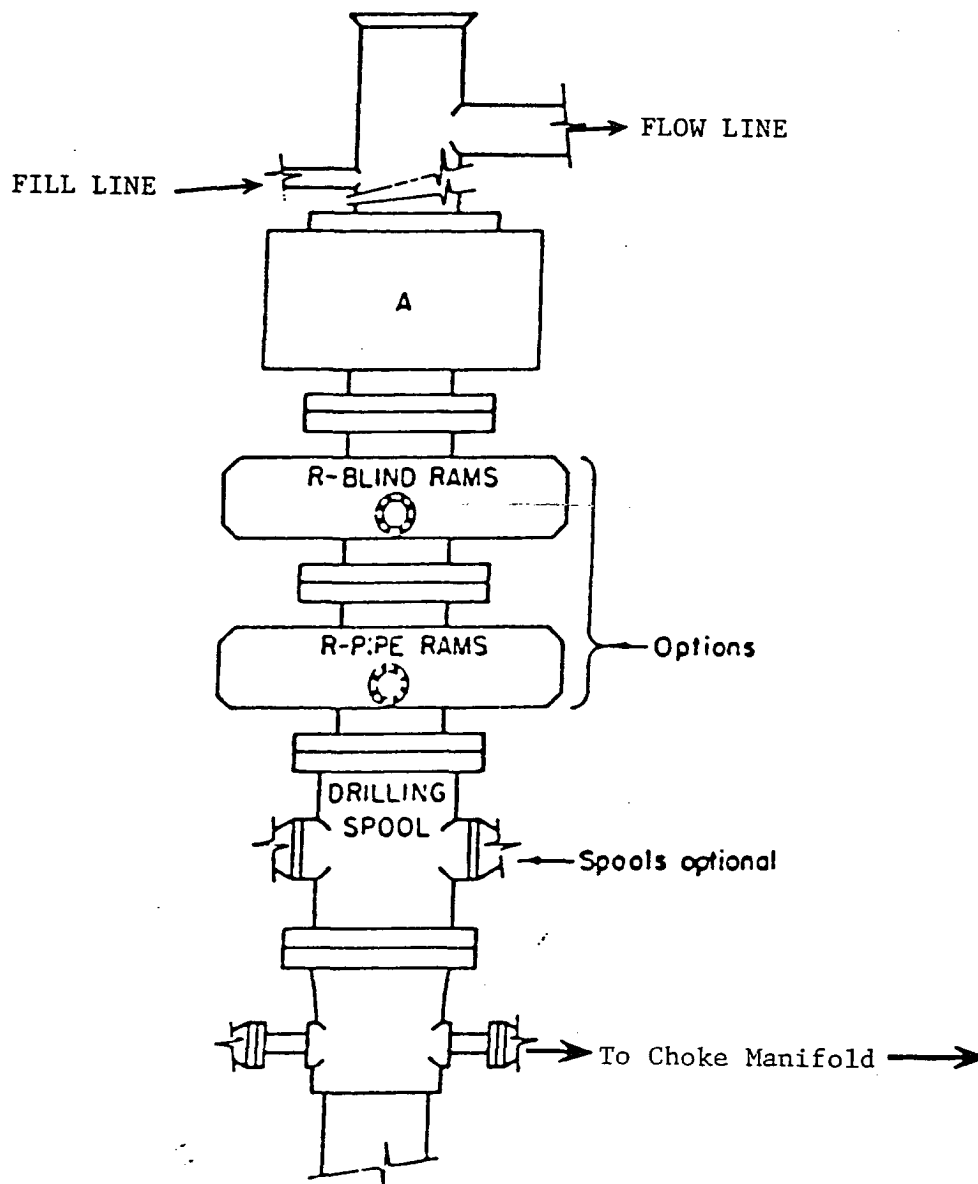 FLOW LINE
FILL LINE
A
R-BLIND RAMS
R-PIPE RAMS
Options
DRILLING
SPOOL
Spools optional
To Choke Manifold